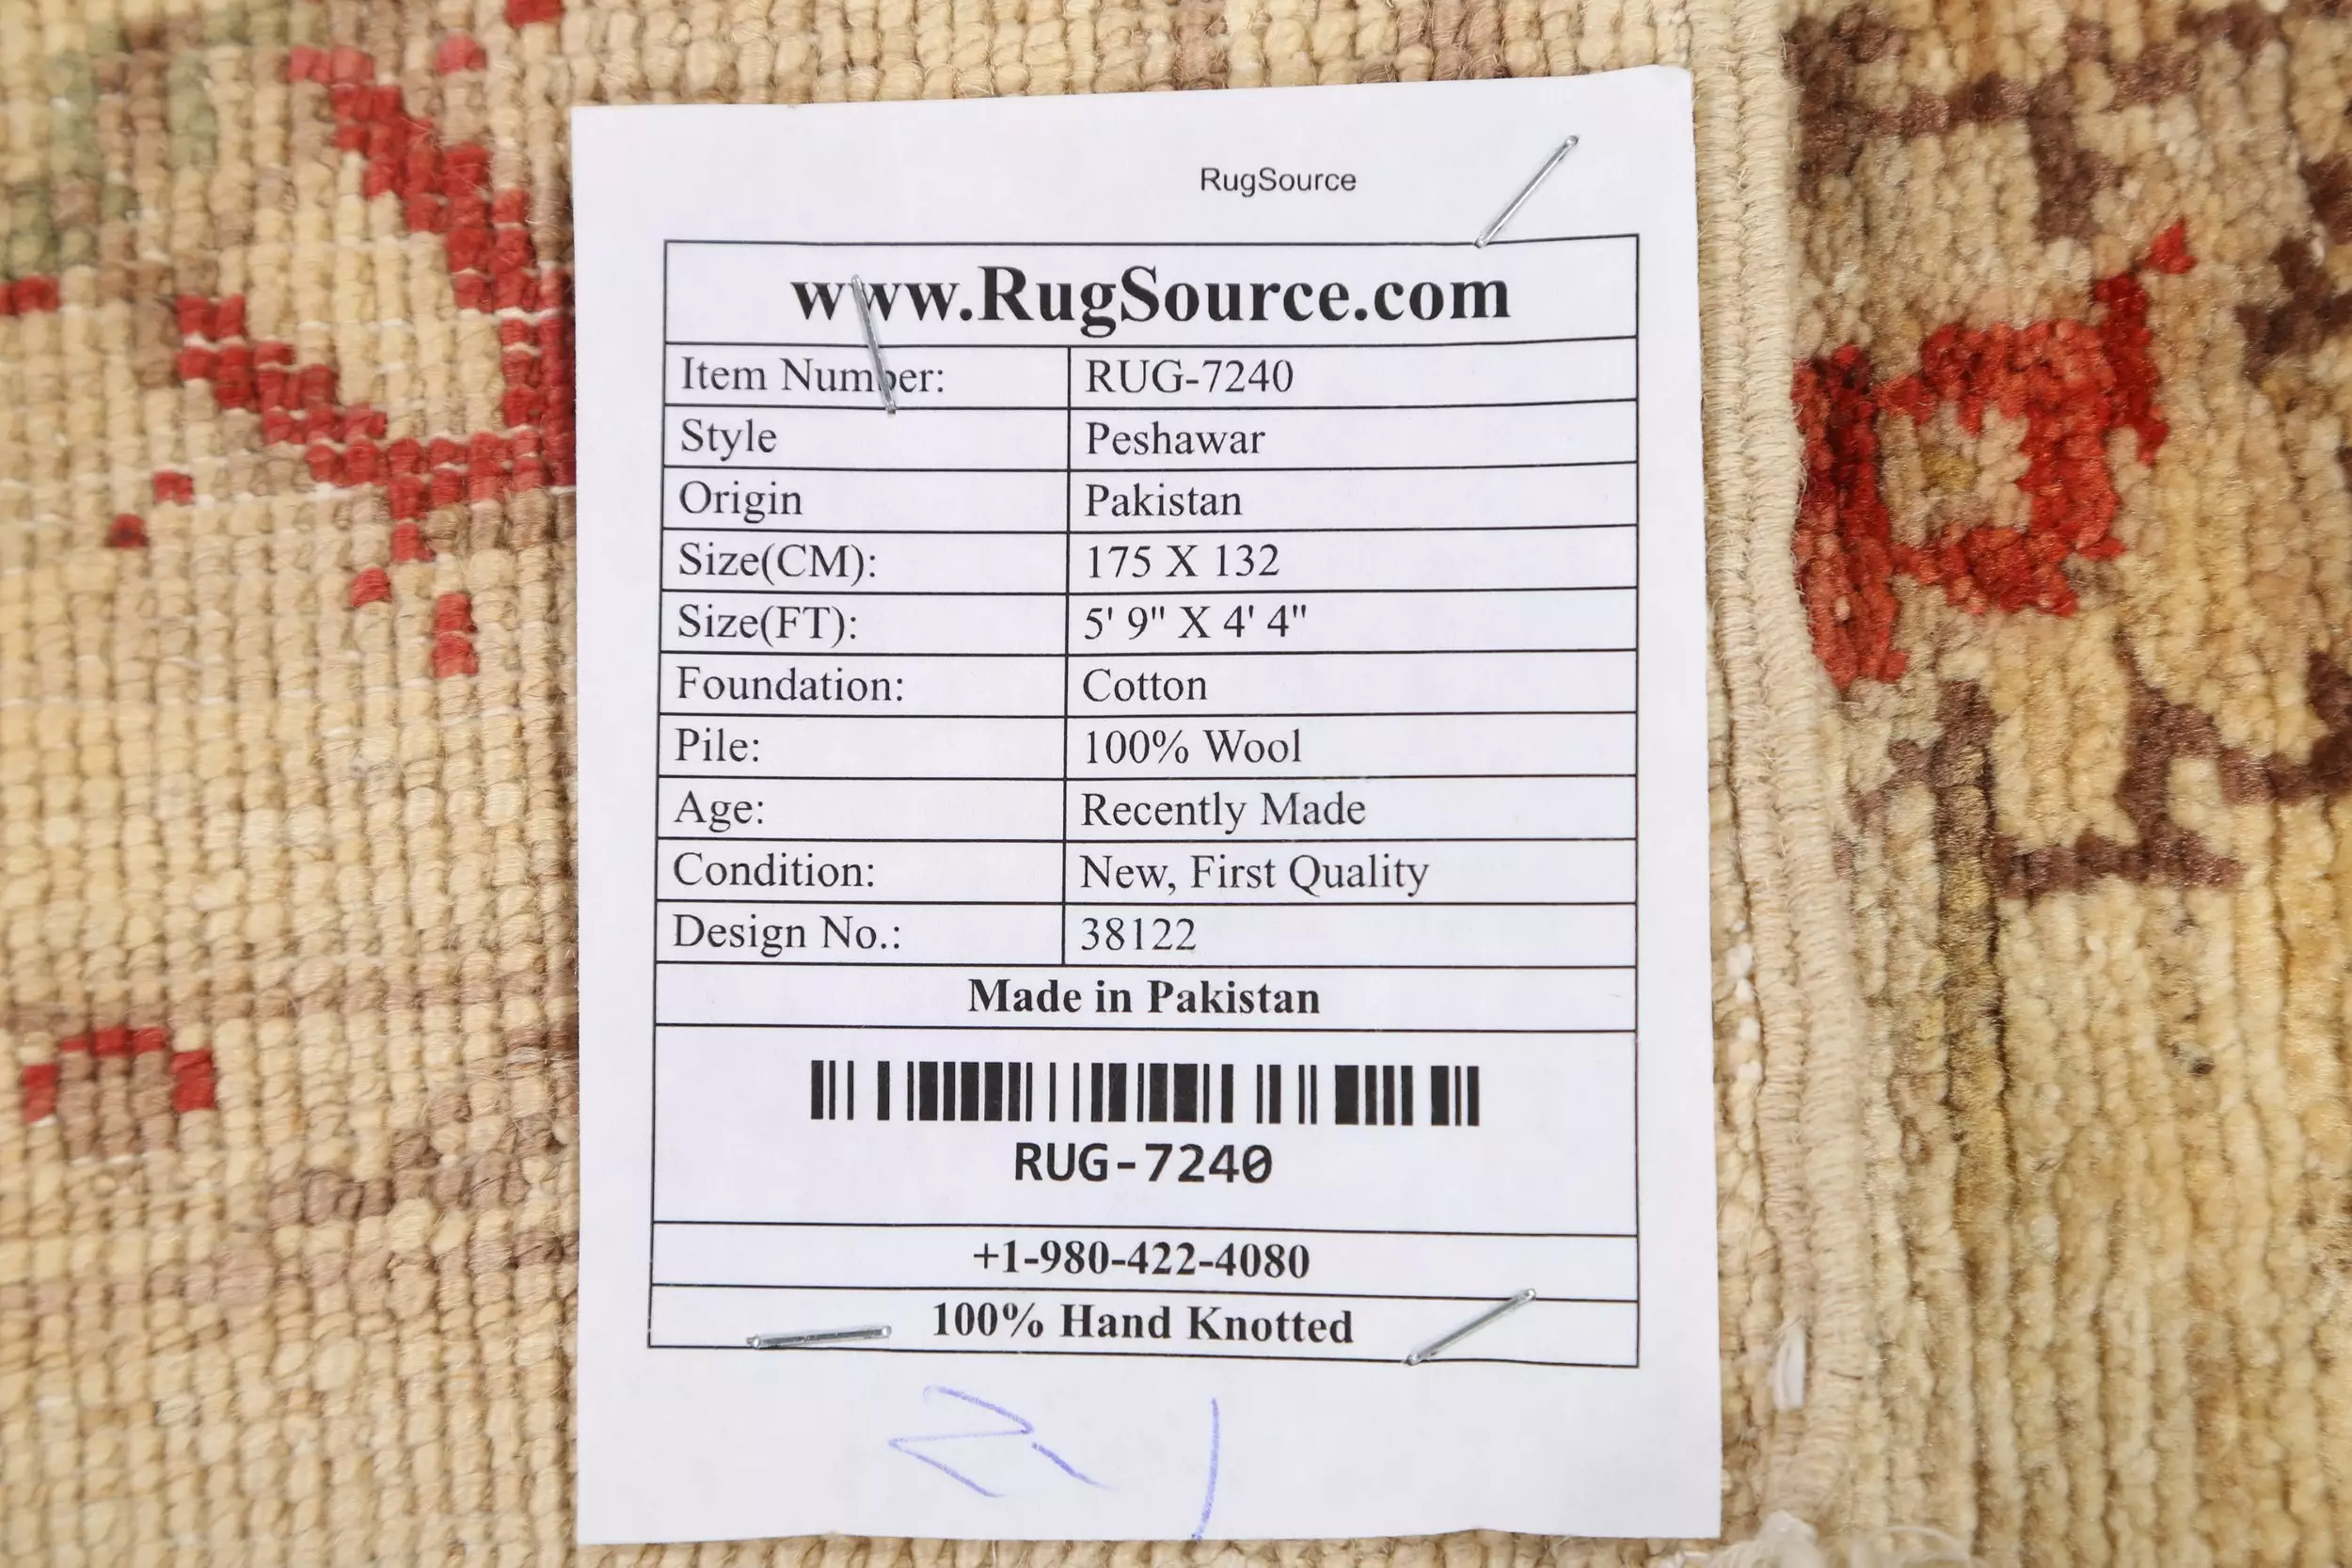 RugSource
www.RugSource.com
Item Number: RUG-7240
Style Peshawar
Origin Pakistan
Size(CM): 175 X 132
Size(FT): 5' 9" X 4' 4"
Foundation: Cotton
Pile: 100% Wool
Age: Recently Made
Condition: New, First Quality
Design No.: 38122
Made in Pakistan
RUG-7240
+1-980-422-4080
100% Hand Knotted